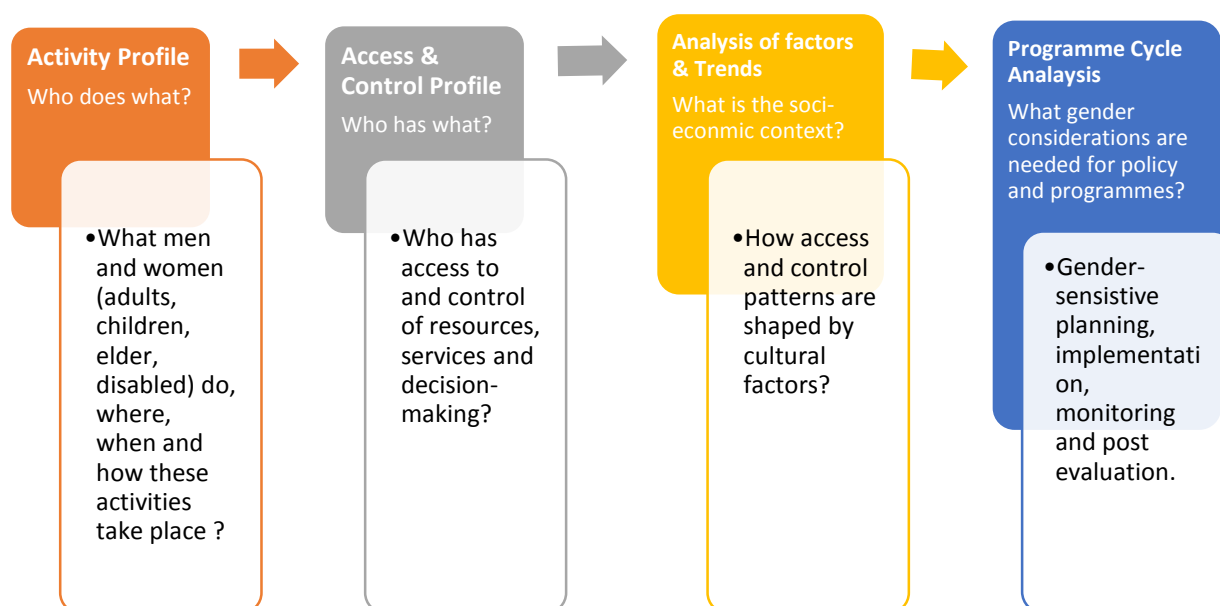 Activity Profile
Who does what?
•What men
and women
(adults,
children,
elder,
disabled) do,
where,
when and
how these
activities
take place ?
Access &
Control Profile
Who has what?
•Who has
access to
and control
of resources,
services and
decision-
making?
Analysis of factors
& Trends
What is the soci-
econmic context?
•How access
and control
patterns are
shaped by
cultural
factors?
Programme Cycle
Analaysis
What gender
considerations are
needed for policy
and programmes?
•Gender-
sensistive
planning,
implementati
on,
monitoring
and post
evaluation.